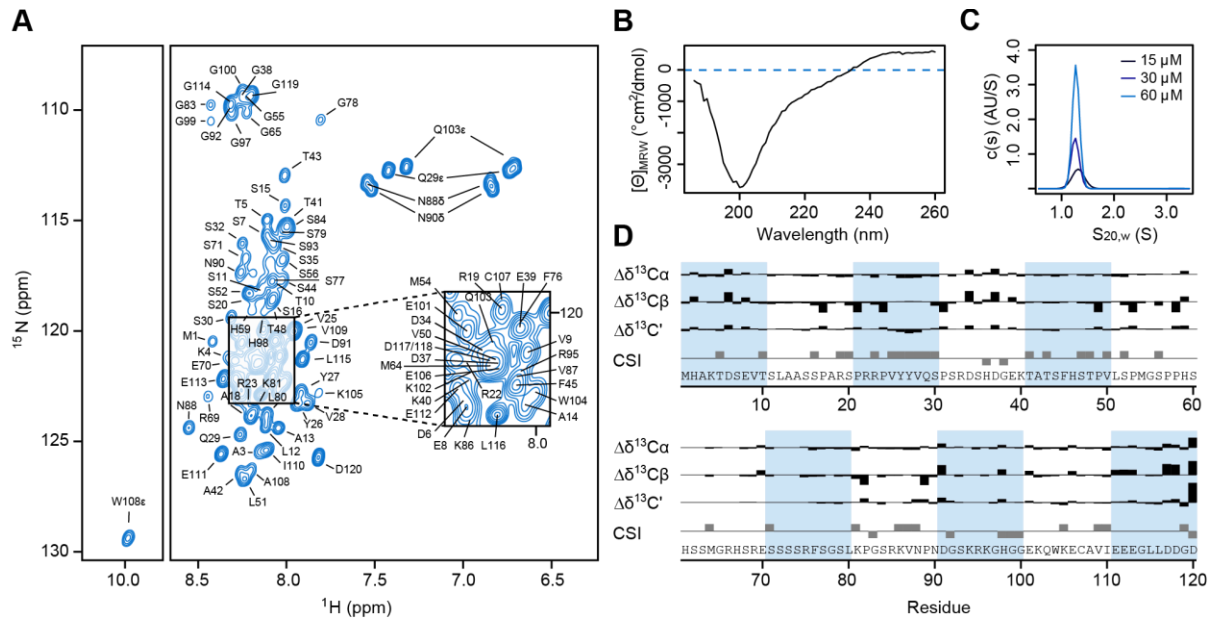 A
B
C
D
110
115
120
125
130
15N (ppm)
10.0
8.5
8.0
7.5
7.0
6.5
1H (ppm)
G100
G38
G114
G119
G83
G55
G99
G65
G92
G97
G78
T43
Q103ε
Q29ε
N88δ
N90δ
S15
T5
T41
S7
S84
S32
S79
S93
S71
S35
N90
S56
S11
S44
S77
S52
T10
S20
S16
S30
H59
T48
V25
M1
H98
V109
D91
K4
L115
E70
R23
K81
Y27
E113
A18
L80
K105
N88
R69
Y26
V28
Q29
A13
A3
L12
E111
I110
D120
A42
A108
L51
W108ε
M54
R19
C107
E39
F76
Q103
E101
120
D34
V50
V9
D117/118
R95
D37
V87
M64
E106
F45
K102
K40
R22
W104
E112
A14
D6
E8
K86
L116
8.0
[Θ]MRW (°cm2/dmol)
0
-1000
-3000
200
220
240
260
Wavelength (nm)
c(s) (AU/S)
4.0
3.0
2.0
1.0
15 µM
30 µM
60 µM
1.0
2.0
3.0
S20,w (S)
Δδ13Cα
Δδ13Cβ
Δδ13C'
CSI
MHAKTDSEVTSLAASSPARSPRRPVYYVQSPSRDSHDGEKTATSFHSTPVLSPMGSPPHS
10 20 30 40 50 60
Δδ13Cα
Δδ13Cβ
Δδ13C'
CSI
HSSMGRHSRESSSSRFSGSLKPGSRKVNPNDGSKRKGHGGEKQWKECAVIEEEGLLDDGD
70 80 90 100 110 120
Residue